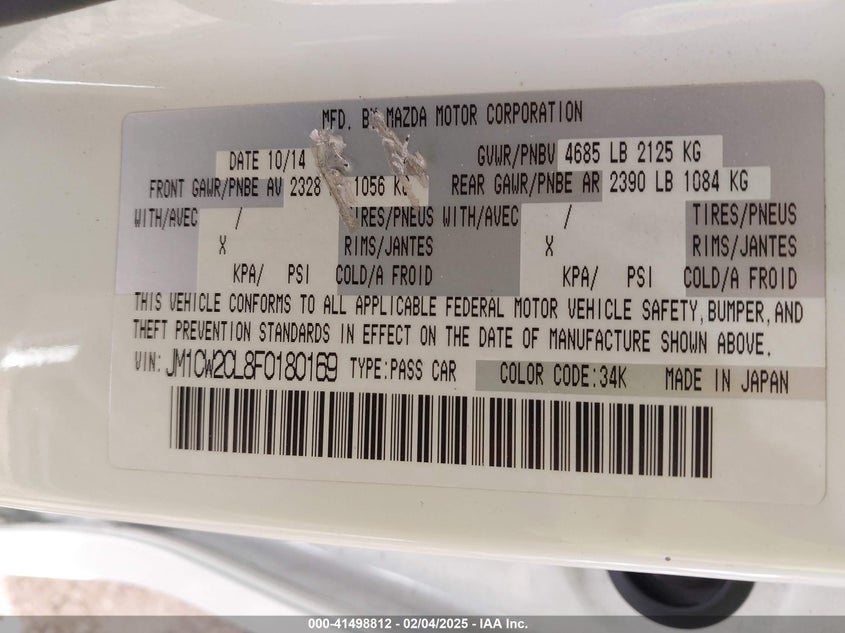 MFD. BY MAZDA MOTOR CORPORATION
DATE 10/14 GVWR/PNBV 4685 LB 2125 KG
FRONT GAWR/PNBE AV 2328 1056 KG REAR GAWR/PNBE AR 2390 LB 1084 KG
WITH/AVEC / TIRES/PNEUS WITH/AVEC / TIRES/PNEUS
X RIMS/JANTES X RIMS/JANTES
KPA/ PSI COLD/A FROID KPA/ PSI COLD/A FROID
THIS VEHICLE CONFORMS TO ALL APPLICABLE FEDERAL MOTOR VEHICLE SAFETY, BUMPER, AND
THEFT PREVENTION STANDARDS IN EFFECT ON THE DATE OF MANUFACTURE SHOWN ABOVE.
VIN: JM1CW2CL8F0180169 TYPE:PASS CAR COLOR CODE:34K MADE IN JAPAN
000-41498812 - 02/04/2025 - IAA Inc.